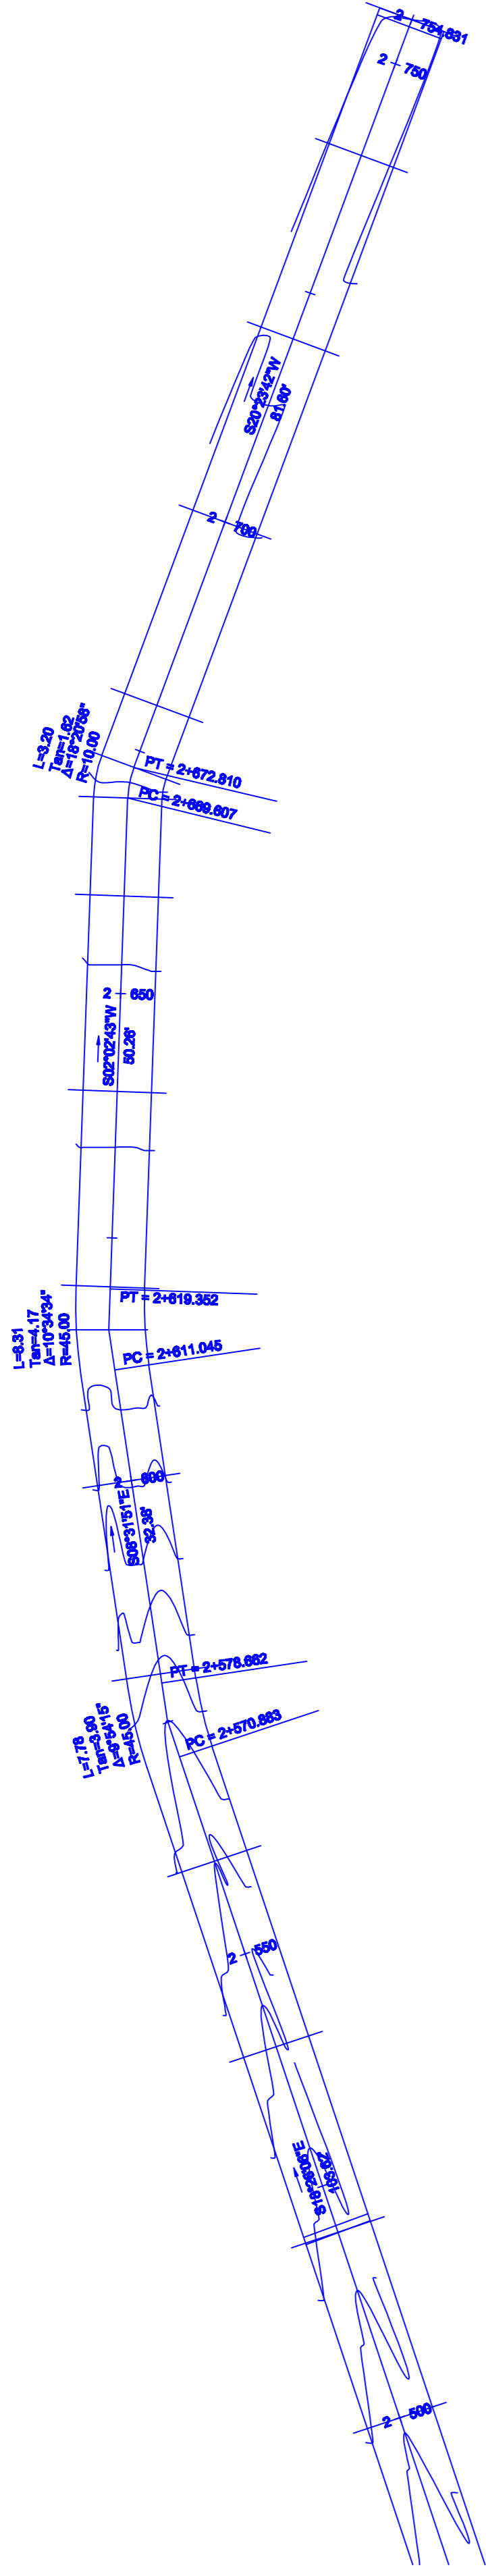 2 754.831
2 750
S20°23'42"W
81.60'
2 700
L=3.20
Tan=1.62
Δ=18°20'58"
R=10.00
PT = 2+672.810
PC = 2+669.607
2 650
S02°02'43"W
50.26'
L=8.31
Tan=4.17
Δ=10°34'34"
R=45.00
PT = 2+619.352
PC = 2+611.045
2 600
S08°31'51"E
32.38'
PT = 2+578.662
L=7.78
Tan=3.90
Δ=9°54'15"
R=45.00
PC = 2+570.883
2 550
S18°26'06"E
103.62'
2 500